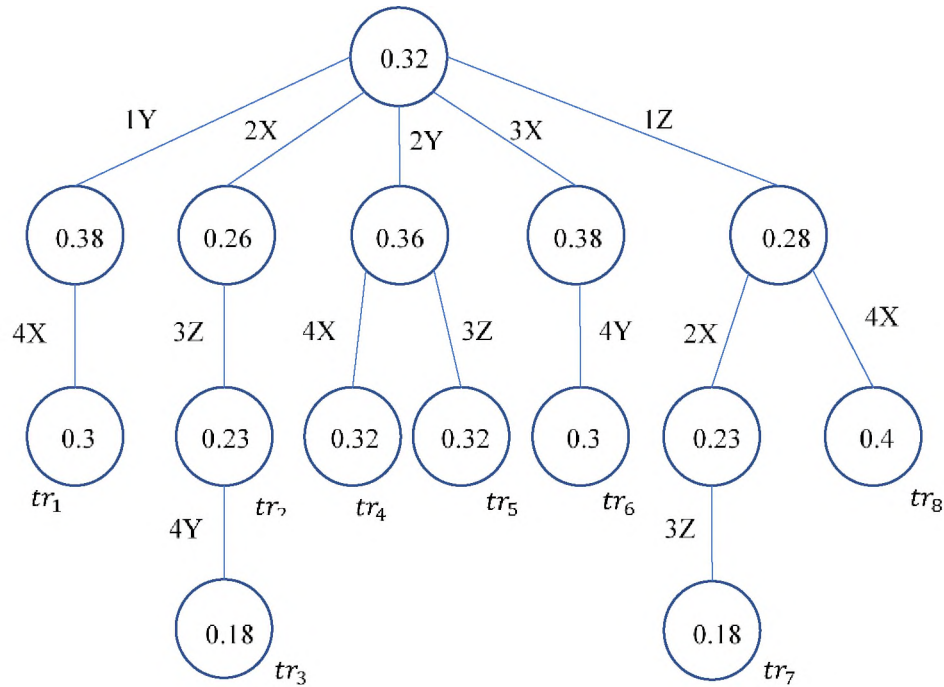 0.32
1Y 2X 2Y 3X 1Z
0.38 0.26 0.36 0.38 0.28
4X 3Z 4X 3Z 4Y 2X 4X
0.3 0.23 0.32 0.32 0.3 0.23 0.4
tr₁ tr₂ tr₄ tr₅ tr₆ tr₈
4Y 3Z
0.18 0.18
tr₃ tr₇